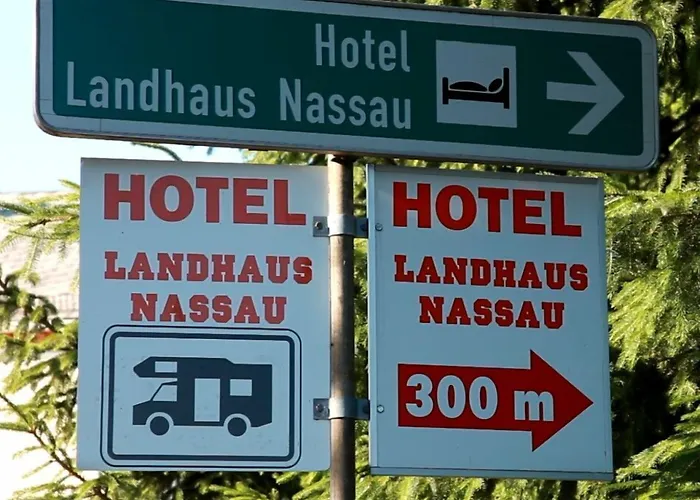 Hotel
Landhaus Nassau
HOTEL
LANDHAUS
NASSAU
HOTEL
LANDHAUS
NASSAU
300 m